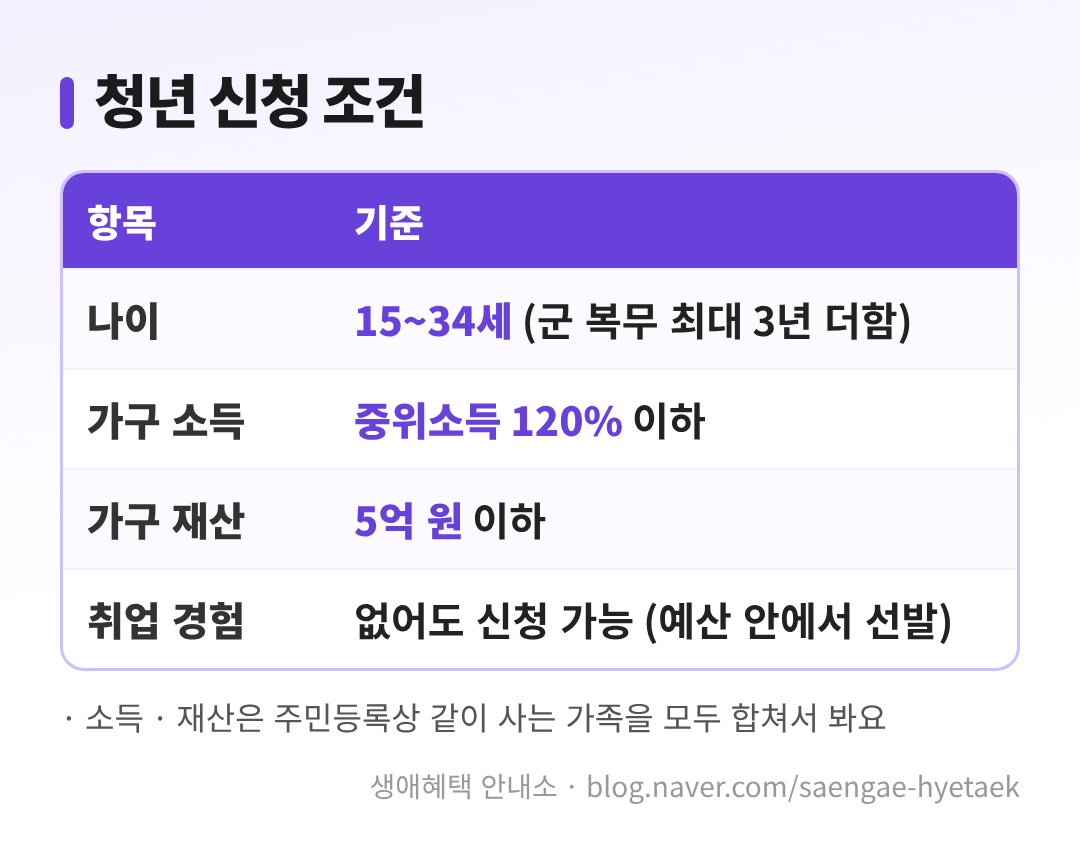 청년 신청 조건
항목 기준
나이 15~34세 (군 복무 최대 3년 더함)
가구 소득 중위소득 120% 이하
가구 재산 5억 원 이하
취업 경험 없어도 신청 가능 (예산 안에서 선발)
· 소득 · 재산은 주민등록상 같이 사는 가족을 모두 합쳐서 봐요
생애혜택 안내소 · blog.naver.com/saengae-hyetaek